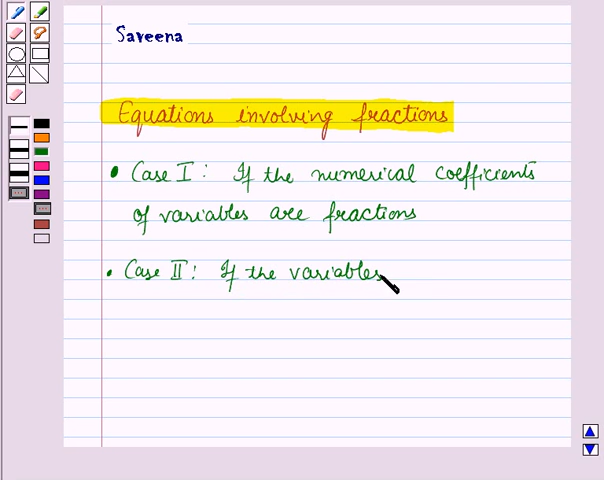 Saveena
Equations involving fractions
• Case I : If the numerical coefficients
of variables are fractions
• Case II : If the variables